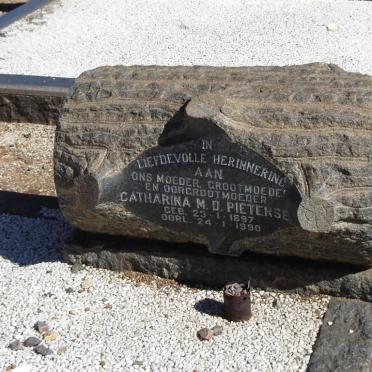 IN
LIEFDEVOLLE HERINNERING
AAN
ONS MOEDER, GROOTMOEDER
EN OORGROOTMOEDER
CATHARINA M.D. PIETERSE
GEB. 23-1-1897
OORL. 24-1-1990